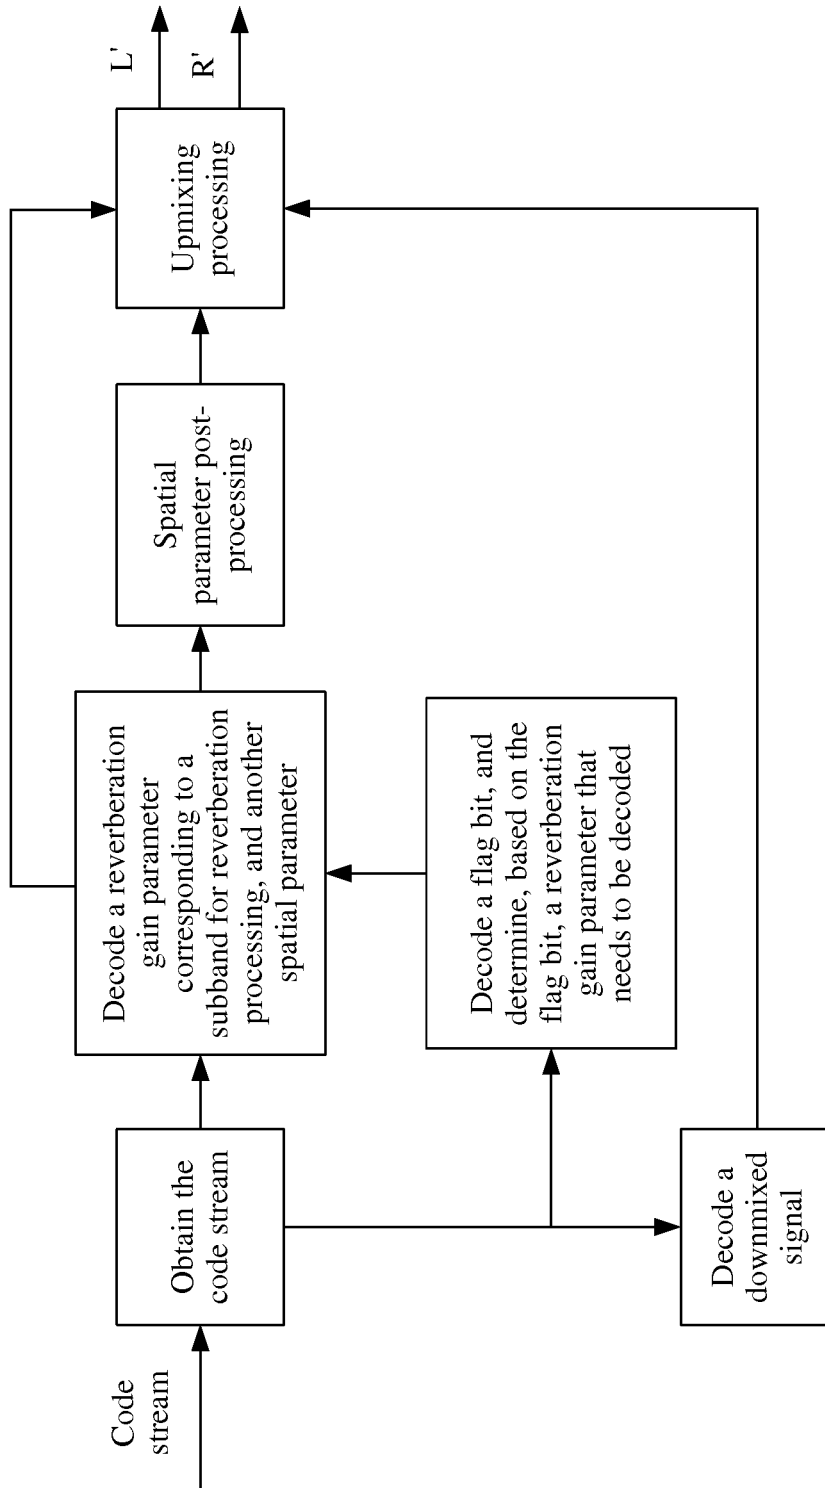 Code
stream
Obtain the
code stream
Decode a reverberation
gain parameter
corresponding to a
subband for reverberation
processing, and another
spatial parameter
Spatial
parameter post-
processing
Upmixing
processing
L'
R'
Decode a flag bit, and
determine, based on the
flag bit, a reverberation
gain parameter that
needs to be decoded
Decode a
downmixed
signal